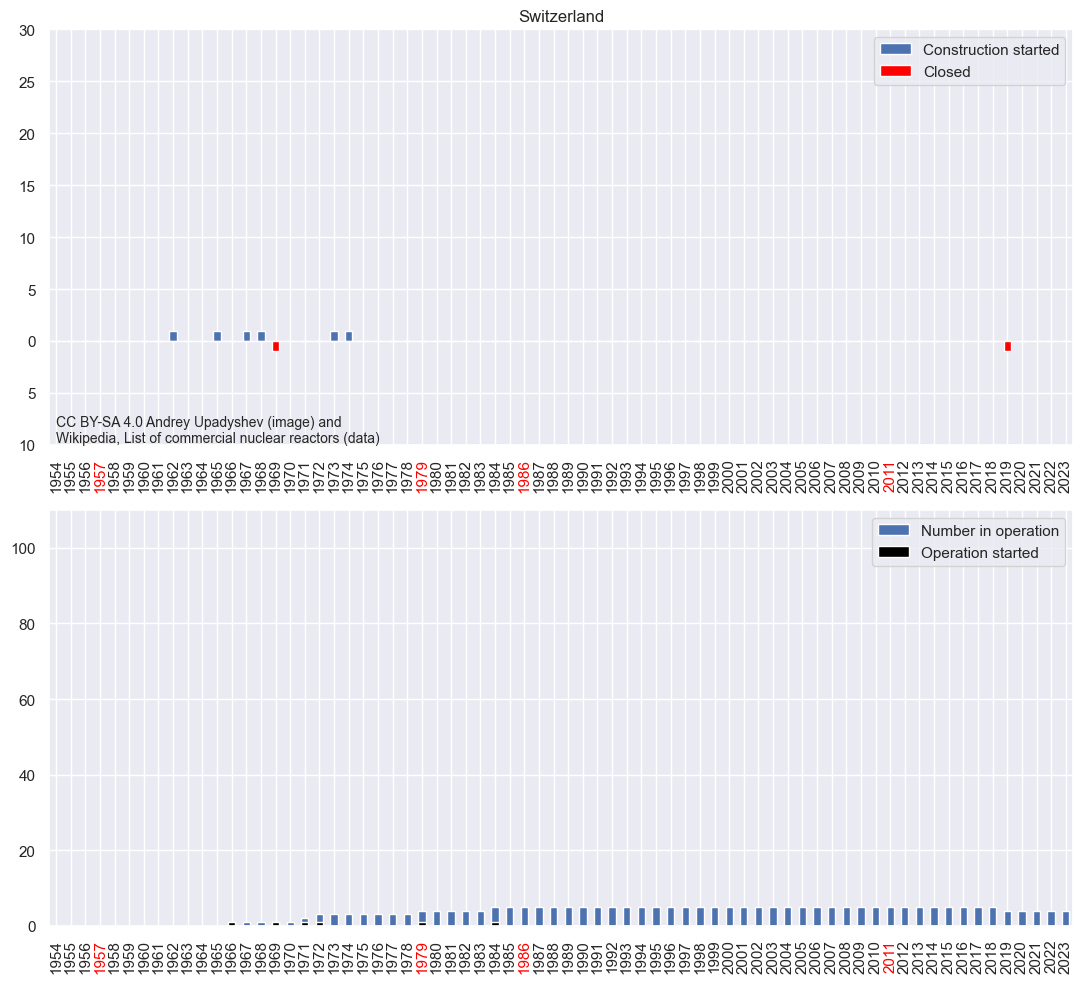 Switzerland
30
25
20
15
10
5
0
5
10
Construction started
Closed
CC BY-SA 4.0 Andrey Upadyshev (image) and
Wikipedia, List of commercial nuclear reactors (data)
1954 1955 1956 1957 1958 1959 1960 1961 1962 1963 1964 1965 1966 1967 1968 1969 1970 1971 1972 1973 1974 1975 1976 1977 1978 1979 1980 1981 1982 1983 1984 1985 1986 1987 1988 1989 1990 1991 1992 1993 1994 1995 1996 1997 1998 1999 2000 2001 2002 2003 2004 2005 2006 2007 2008 2009 2010 2011 2012 2013 2014 2015 2016 2017 2018 2019 2020 2021 2022 2023
100
80
60
40
20
0
Number in operation
Operation started
1954 1955 1956 1957 1958 1959 1960 1961 1962 1963 1964 1965 1966 1967 1968 1969 1970 1971 1972 1973 1974 1975 1976 1977 1978 1979 1980 1981 1982 1983 1984 1985 1986 1987 1988 1989 1990 1991 1992 1993 1994 1995 1996 1997 1998 1999 2000 2001 2002 2003 2004 2005 2006 2007 2008 2009 2010 2011 2012 2013 2014 2015 2016 2017 2018 2019 2020 2021 2022 2023